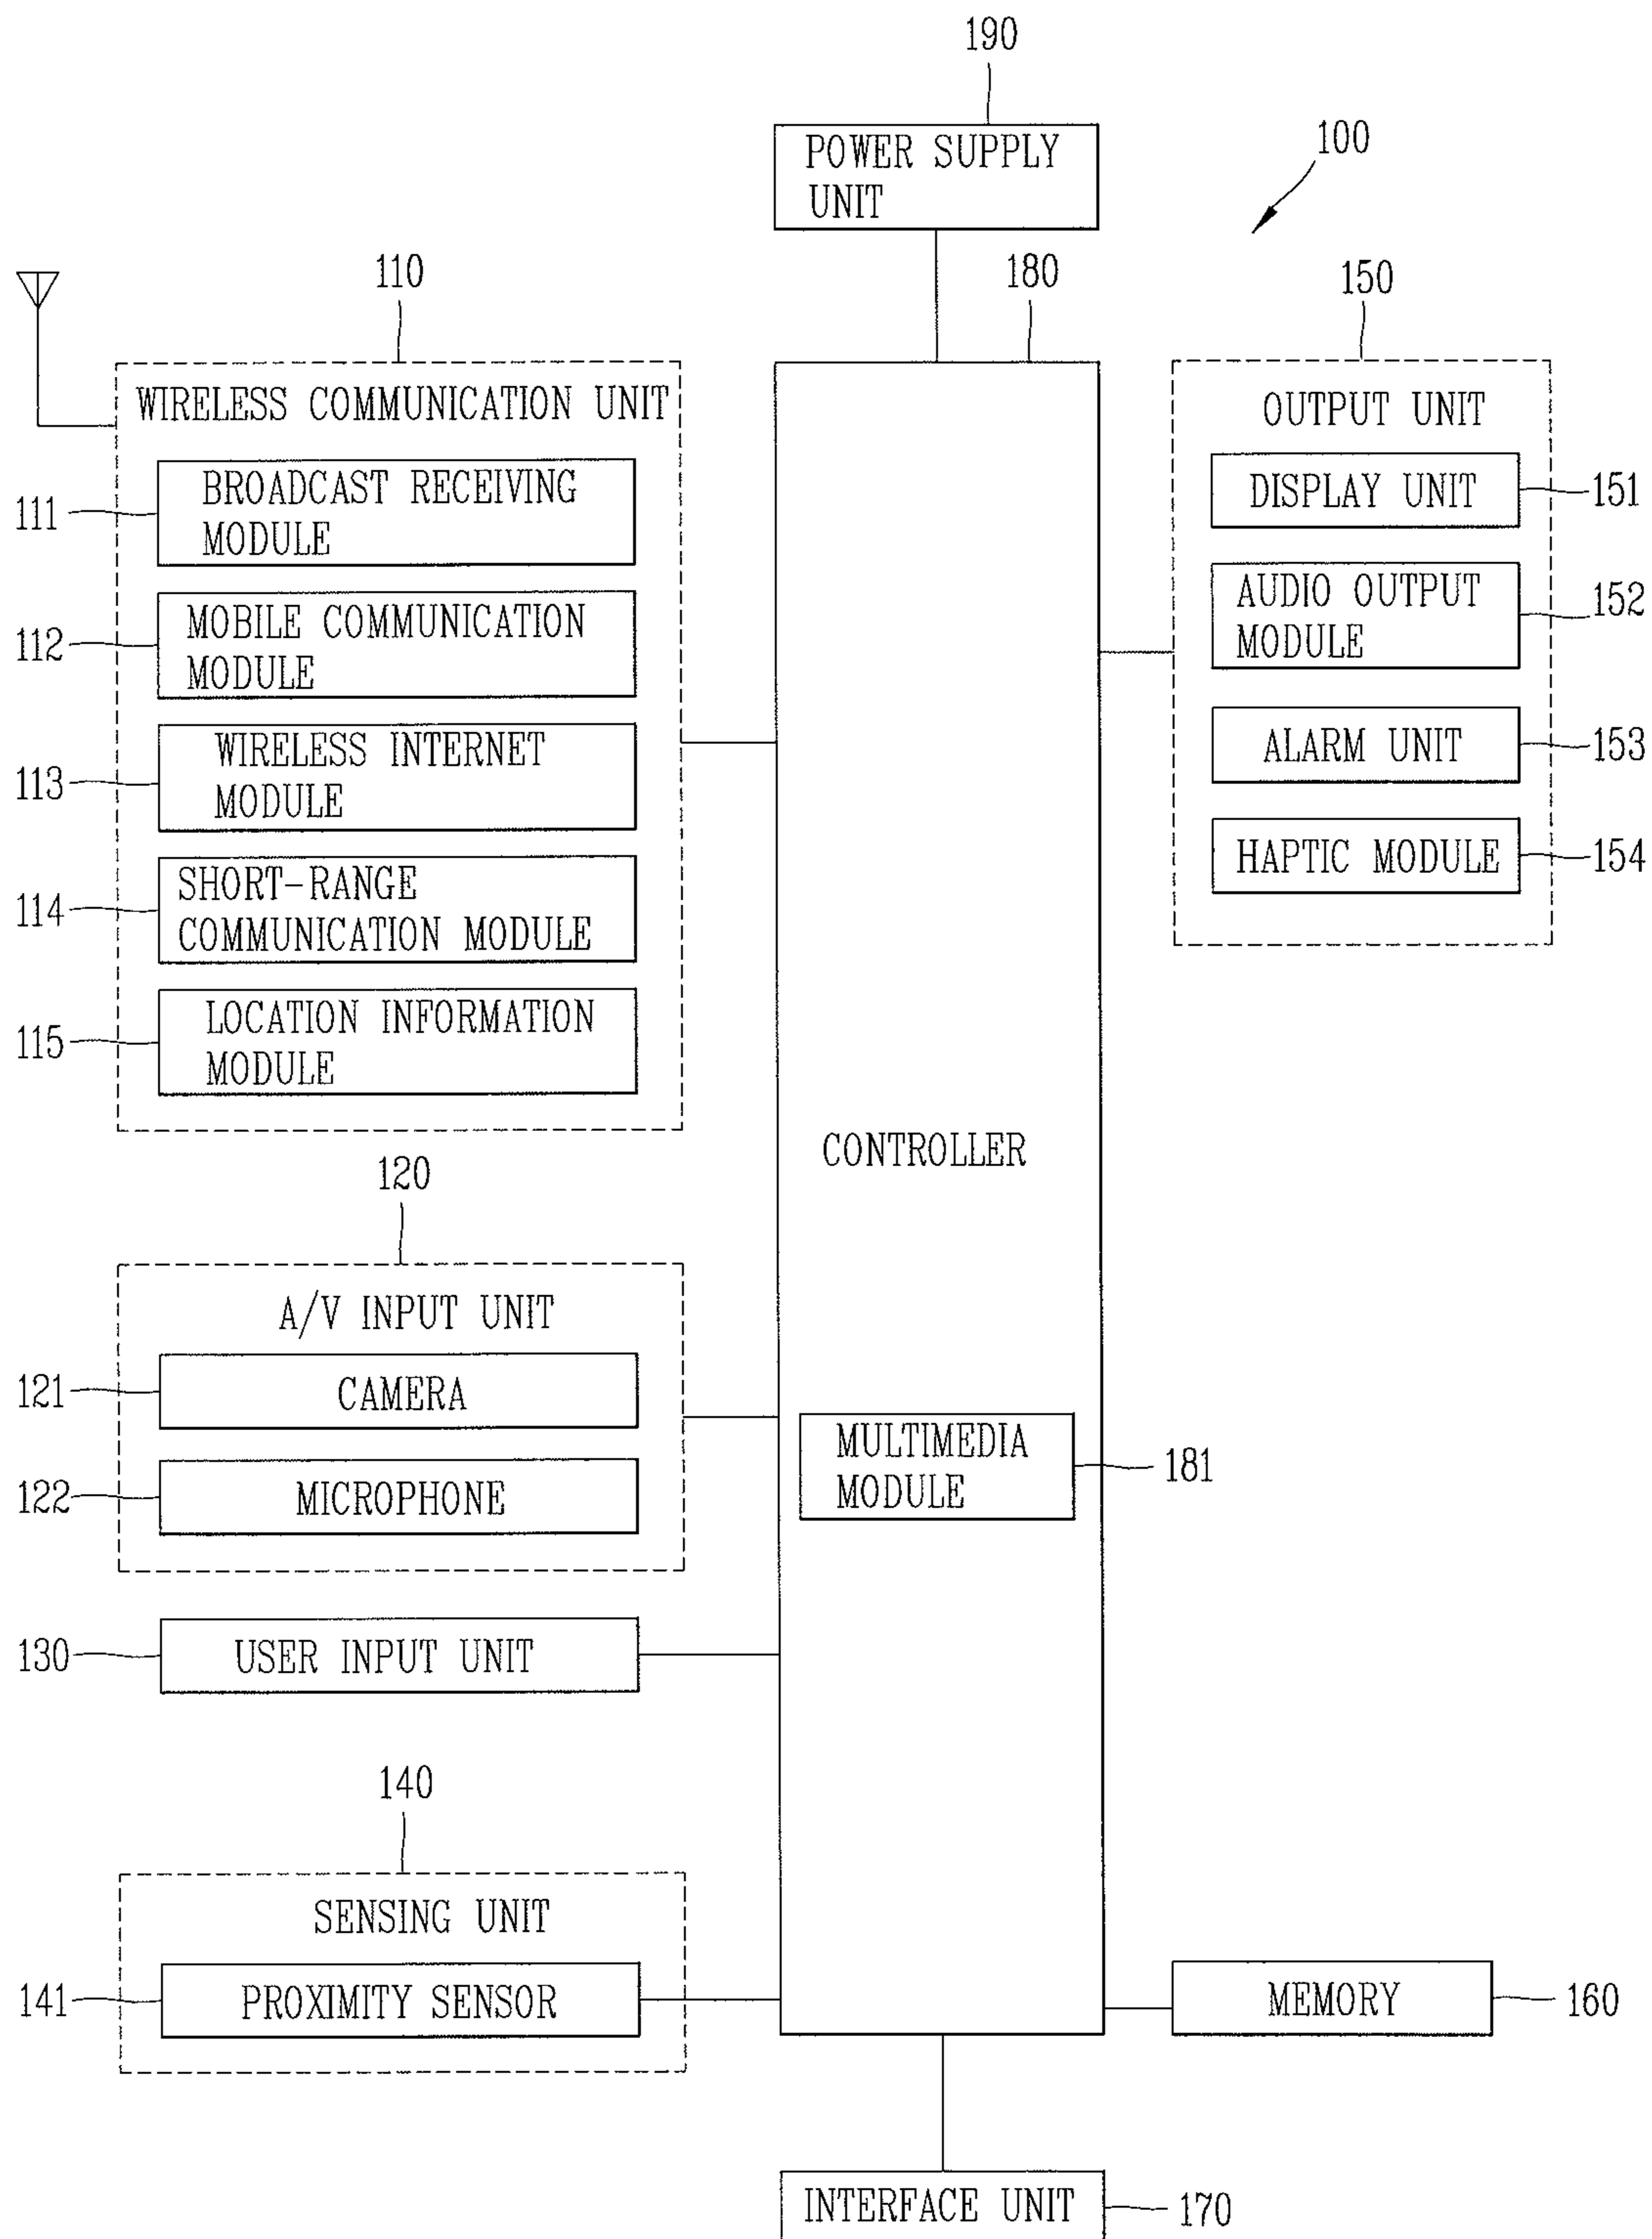 190
POWER SUPPLY
UNIT
100
110
180
150
WIRELESS COMMUNICATION UNIT
111
BROADCAST RECEIVING
MODULE
112
MOBILE COMMUNICATION
MODULE
113
WIRELESS INTERNET
MODULE
114
SHORT-RANGE
COMMUNICATION MODULE
115
LOCATION INFORMATION
MODULE
OUTPUT UNIT
DISPLAY UNIT
151
AUDIO OUTPUT
MODULE
152
ALARM UNIT
153
HAPTIC MODULE
154
CONTROLLER
120
A/V INPUT UNIT
121
CAMERA
122
MICROPHONE
MULTIMEDIA
MODULE
181
130
USER INPUT UNIT
140
SENSING UNIT
141
PROXIMITY SENSOR
MEMORY
160
INTERFACE UNIT
170